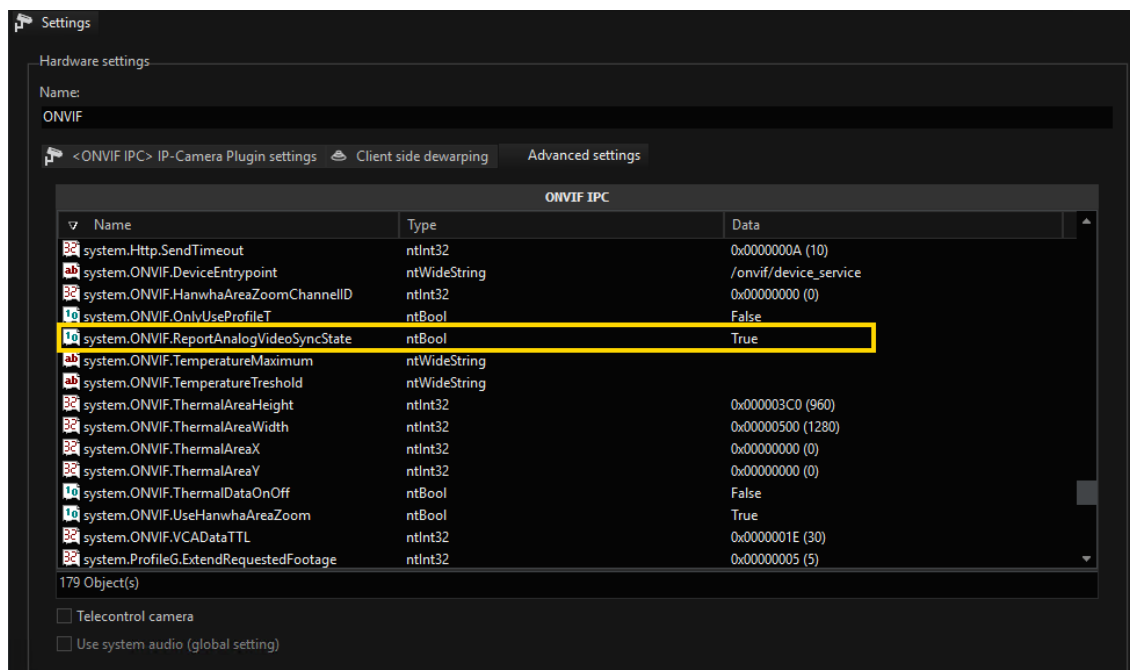 Settings
Hardware settings
Name:
ONVIF
<ONVIF IPC> IP-Camera Plugin settings Client side dewarping Advanced settings
ONVIF IPC
Name Type Data
system.Http.SendTimeout ntInt32 0x0000000A (10)
system.ONVIF.DeviceEntrypoint ntWideString /onvif/device_service
system.ONVIF.HanwhaAreaZoomChannelID ntInt32 0x00000000 (0)
system.ONVIF.OnlyUseProfileT ntBool False
system.ONVIF.ReportAnalogVideoSyncState ntBool True
system.ONVIF.TemperatureMaximum ntWideString
system.ONVIF.TemperatureTreshold ntWideString
system.ONVIF.ThermalAreaHeight ntInt32 0x000003C0 (960)
system.ONVIF.ThermalAreaWidth ntInt32 0x00000500 (1280)
system.ONVIF.ThermalAreaX ntInt32 0x00000000 (0)
system.ONVIF.ThermalAreaY ntInt32 0x00000000 (0)
system.ONVIF.ThermalDataOnOff ntBool False
system.ONVIF.UseHanwhaAreaZoom ntBool True
system.ONVIF.VCADataTTL ntInt32 0x0000001E (30)
system.ProfileG.ExtendRequestedFootage ntInt32 0x00000005 (5)
179 Object(s)
Telecontrol camera
Use system audio (global setting)